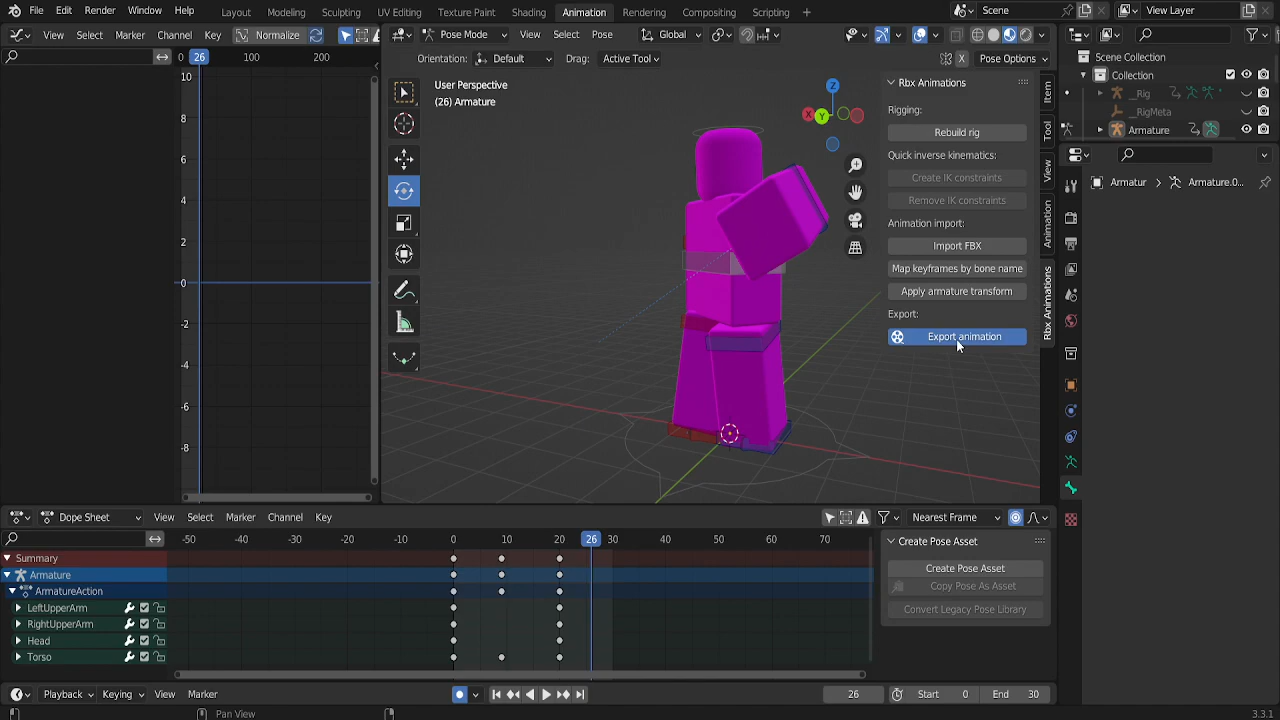 File Edit Render Window Help Layout Modeling Sculpting UV Editing Texture Paint Shading Animation Rendering Compositing Scripting + Scene View Layer
View Select Marker Channel Key Normalize
Pose Mode View Select Pose Global
Orientation: Default Drag: Active Tool X Pose Options
0 26 100 200
10
8
6
4
2
0
-2
-4
-6
-8
User Perspective
(26) Armature
Z
X
Y
Rbx Animations
Rigging:
Rebuild rig
Quick inverse kinematics:
Create IK constraints
Remove IK constraints
Animation import:
Import FBX
Map keyframes by bone name
Apply armature transform
Export:
Export animation
Item
Tool
View
Animation
Rbx Animations
Scene Collection
Collection
__Rig
__RigMeta
Armature
Armatur > Armature.0...
Dope Sheet View Select Marker Channel Key Nearest Frame
-50 -40 -30 -20 -10 0 10 20 26 30 40 50 60 70
Summary
Armature
ArmatureAction
LeftUpperArm
RightUpperArm
Head
Torso
Create Pose Asset
Create Pose Asset
Copy Pose As Asset
Convert Legacy Pose Library
Playback Keying View Marker 26 Start 0 End 30
Pan View 3.3.1